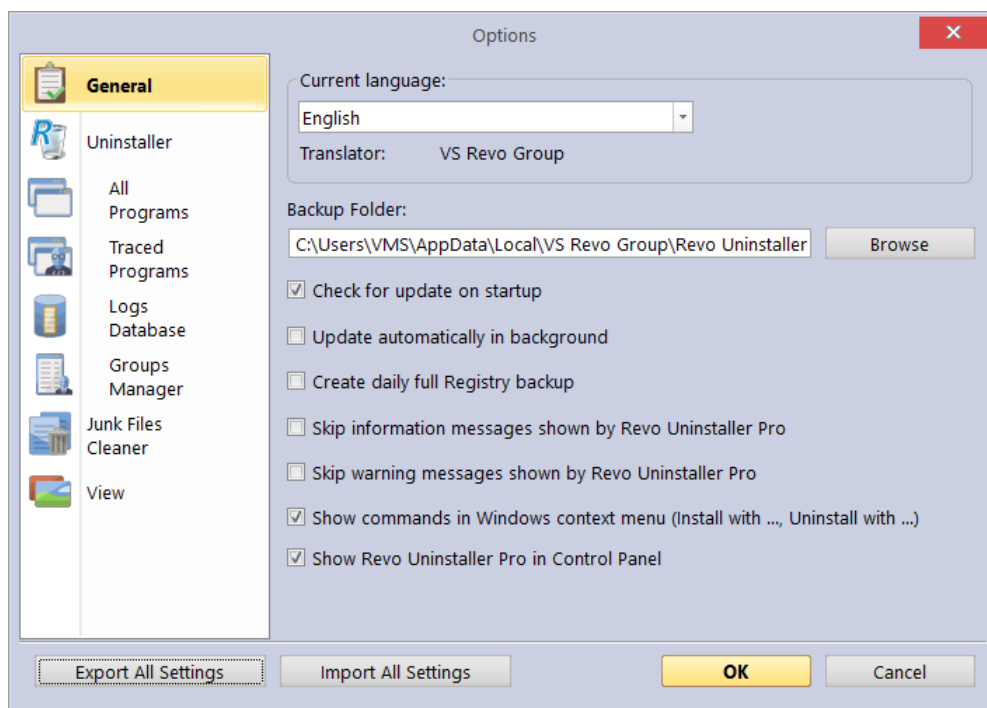 Options
General
Uninstaller
All
Programs
Traced
Programs
Logs
Database
Groups
Manager
Junk Files
Cleaner
View
Current language:
English
Translator: VS Revo Group
Backup Folder:
C:\Users\VMS\AppData\Local\VS Revo Group\Revo Uninstaller Browse
Check for update on startup
Update automatically in background
Create daily full Registry backup
Skip information messages shown by Revo Uninstaller Pro
Skip warning messages shown by Revo Uninstaller Pro
Show commands in Windows context menu (Install with ..., Uninstall with ...)
Show Revo Uninstaller Pro in Control Panel
Export All Settings Import All Settings OK Cancel